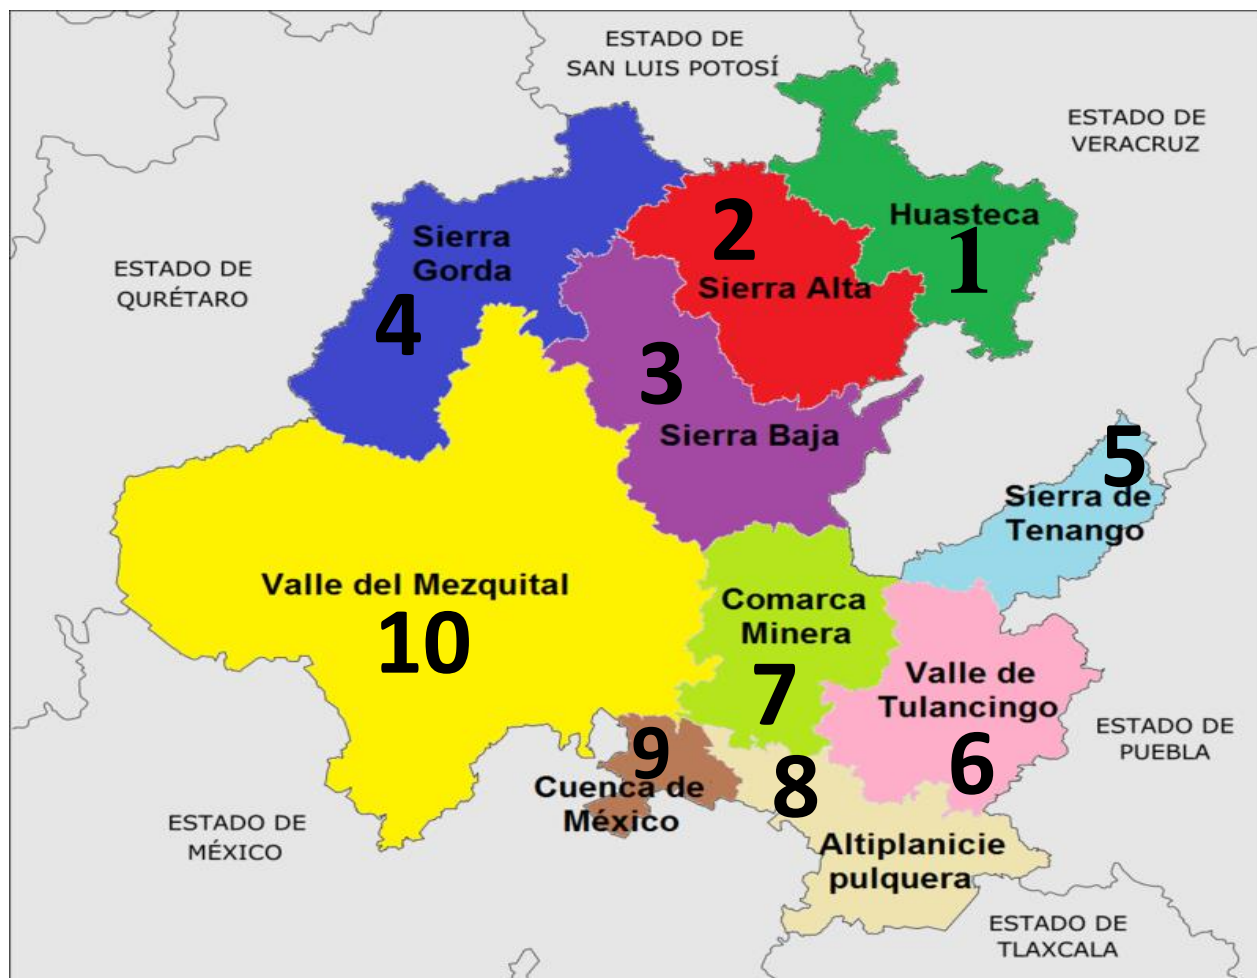 ESTADO DE
SAN LUIS POTOSÍ
ESTADO DE
VERACRUZ
2
Huasteca
1
Sierra
Gorda
4
ESTADO DE
QURÉTARO
Sierra Alta
3
Sierra Baja
5
Sierra de
Tenango
Valle del Mezquital
10
Comarca
Minera
7
Valle de
Tulancingo
6
ESTADO DE
PUEBLA
9
Cuenca de
México
8
ESTADO DE
MÉXICO
Altiplanicie
pulquera
ESTADO DE
TLAXCALA